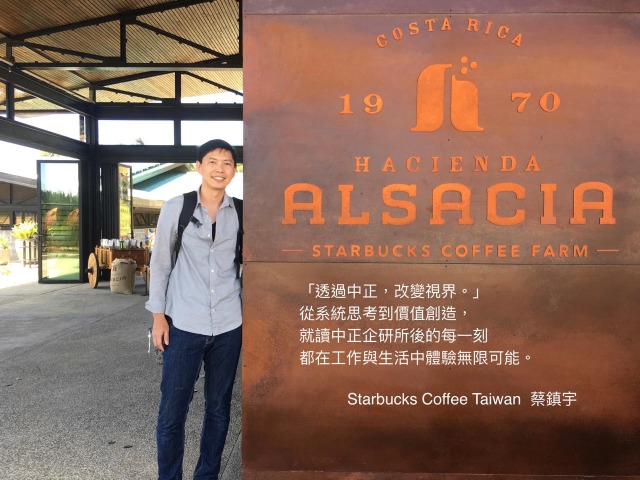 COSTA RICA
19 70
HACIENDA
ALSACIA
STARBUCKS COFFEE FARM
「透過中正，改變視界。」
從系統思考到價值創造，
就讀中正企研所後的每一刻
都在工作與生活中體驗無限可能。
Starbucks Coffee Taiwan 蔡鎮宇